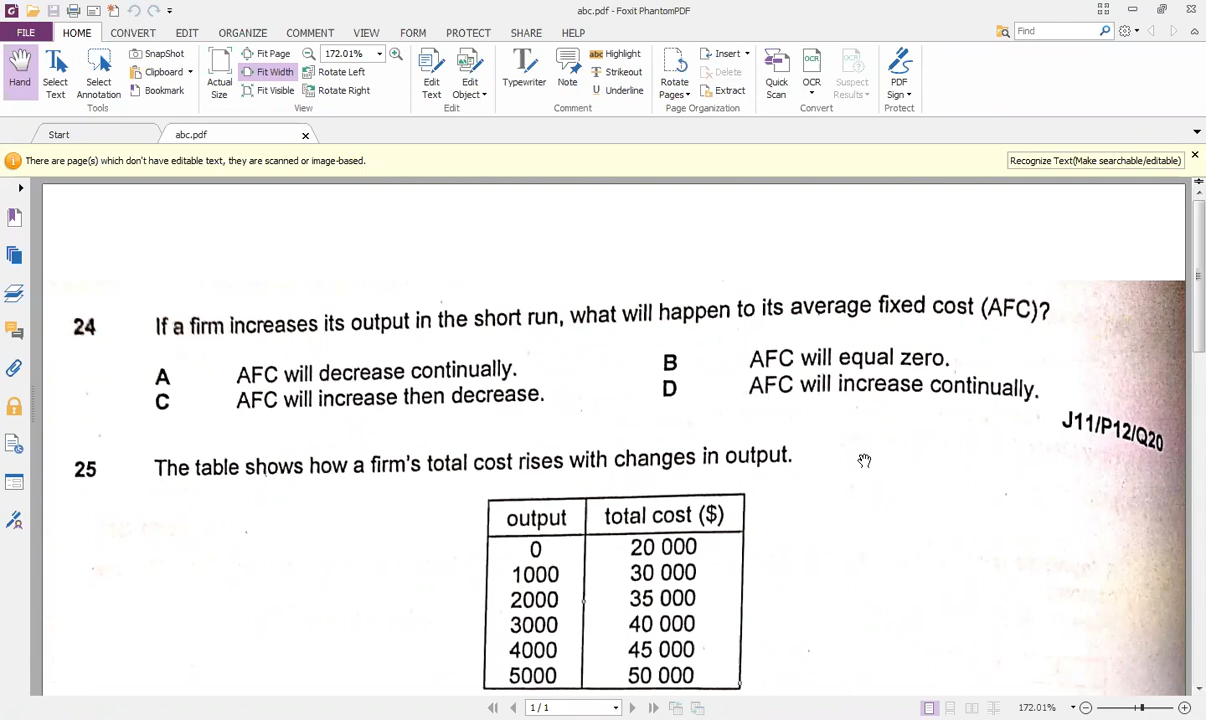 abc.pdf - Foxit PhantomPDF
FILE HOME CONVERT EDIT ORGANIZE COMMENT VIEW FORM PROTECT SHARE HELP Find
Hand
Select Text
Select Annotation
SnapShot
Clipboard
Bookmark
Tools
Actual Size
Fit Page
Fit Width
Fit Visible
172.01%
Rotate Left
Rotate Right
View
Edit Text
Edit Object
Edit
Typewriter
Note
Highlight
Strikeout
Underline
Comment
Rotate Pages
Insert
Delete
Extract
Page Organization
Quick Scan
OCR
Suspect Results
Convert
PDF Sign
Protect
Start abc.pdf
There are page(s) which don't have editable text, they are scanned or image-based. Recognize Text(Make searchable/editable)
24 If a firm increases its output in the short run, what will happen to its average fixed cost (AFC)?
A AFC will decrease continually. B AFC will equal zero.
C AFC will increase then decrease. D AFC will increase continually.
J11/P12/Q20
25 The table shows how a firm's total cost rises with changes in output.
output total cost ($)
0 20 000
1000 30 000
2000 35 000
3000 40 000
4000 45 000
5000 50 000
1 / 1 172.01%